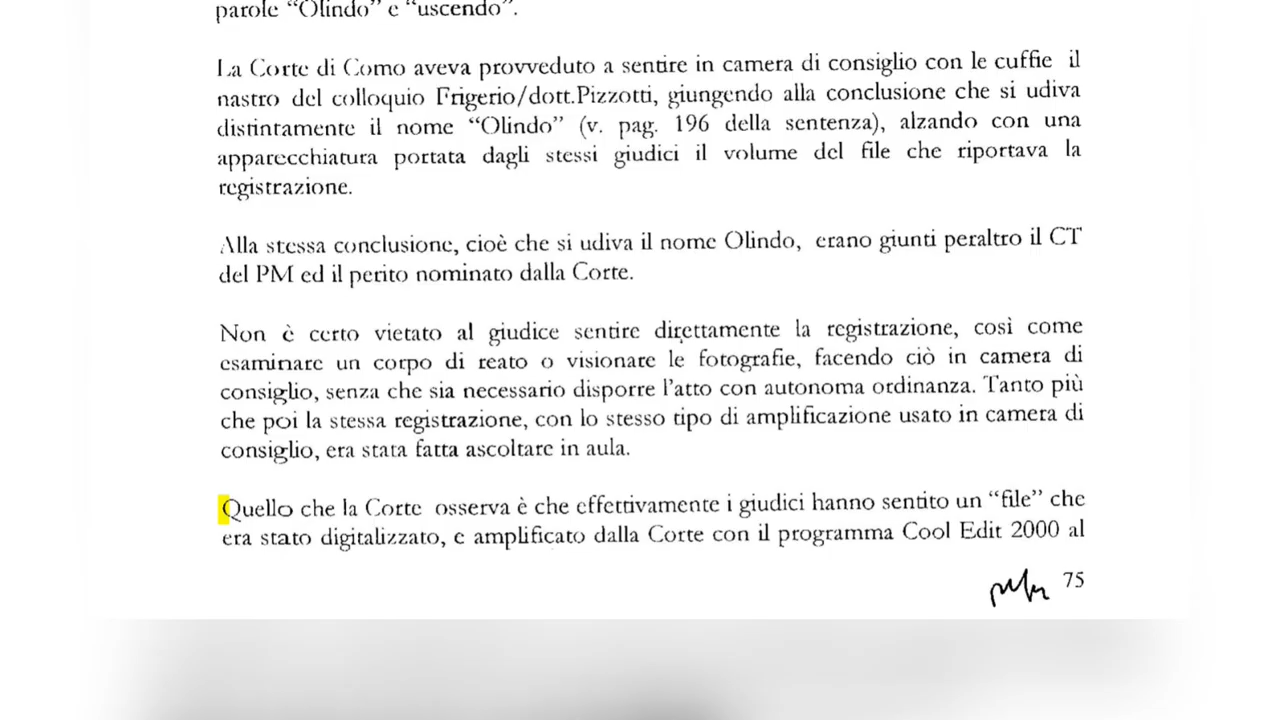 parole “Olindo” e “uscendo”.
La Corte di Como aveva provveduto a sentire in camera di consiglio con le cuffie il
nastro del colloquio Frigerio/dott.Pizzotti, giungendo alla conclusione che si udiva
distintamente il nome “Olindo” (v. pag. 196 della sentenza), alzando con una
apparecchiatura portata dagli stessi giudici il volume del file che riportava la
registrazione.
Alla stessa conclusione, cioè che si udiva il nome Olindo, erano giunti peraltro il CT
del PM ed il perito nominato dalla Corte.
Non è certo vietato al giudice sentire direttamente la registrazione, così come
esaminare un corpo di reato o visionare le fotografie, facendo ciò in camera di
consiglio, senza che sia necessario disporre l’atto con autonoma ordinanza. Tanto più
che poi la stessa registrazione, con lo stesso tipo di amplificazione usato in camera di
consiglio, era stata fatta ascoltare in aula.
Quello che la Corte osserva è che effettivamente i giudici hanno sentito un “file” che
era stato digitalizzato, e amplificato dalla Corte con il programma Cool Edit 2000 al
75